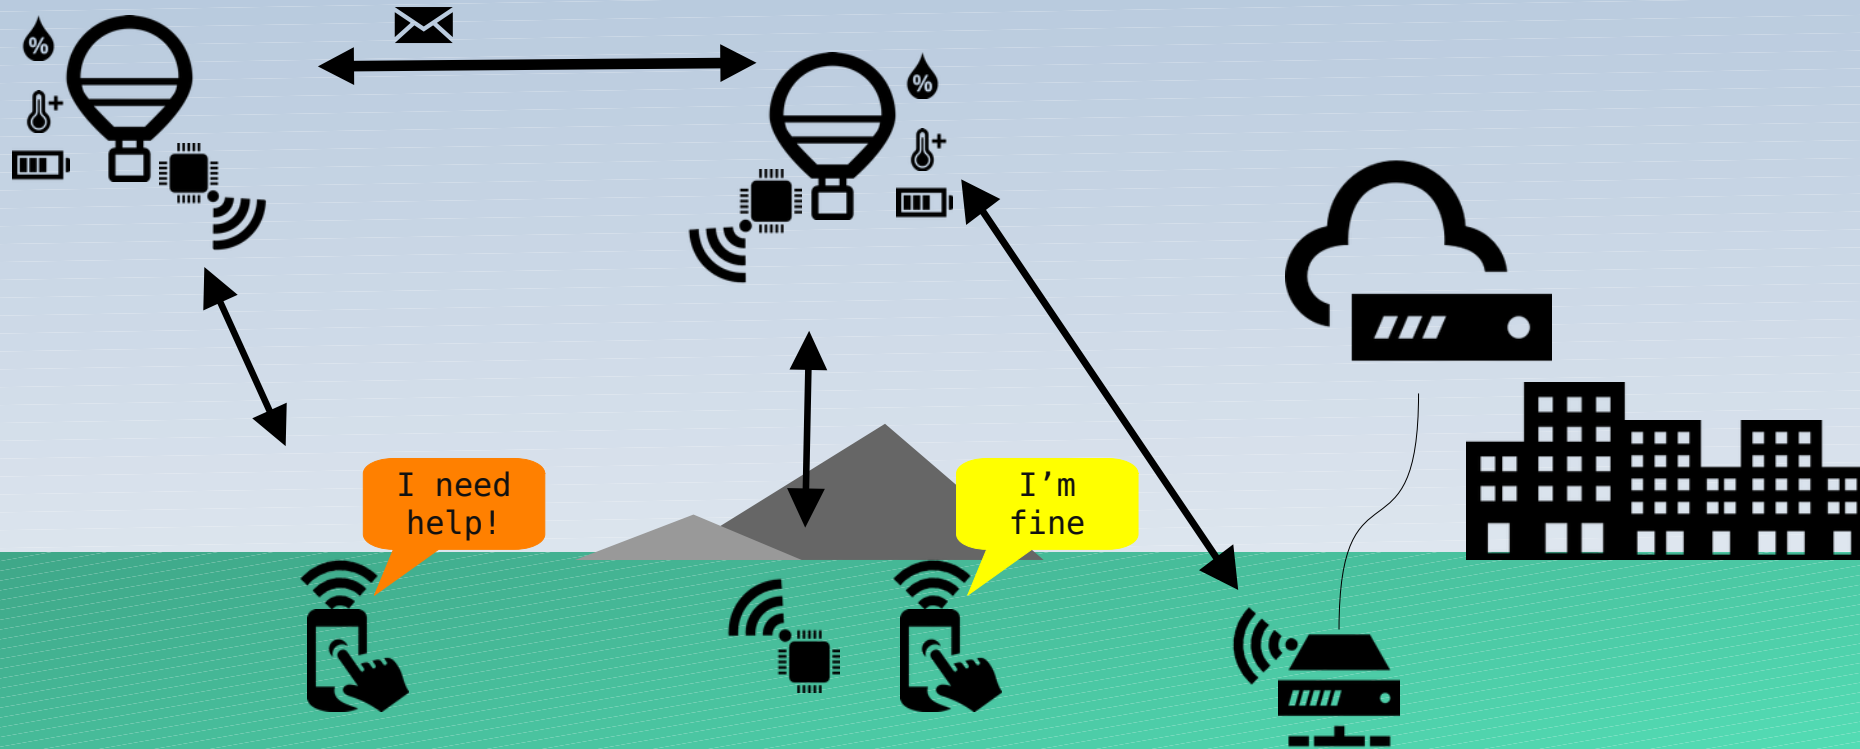 %
%
I need
help!
I’m
fine